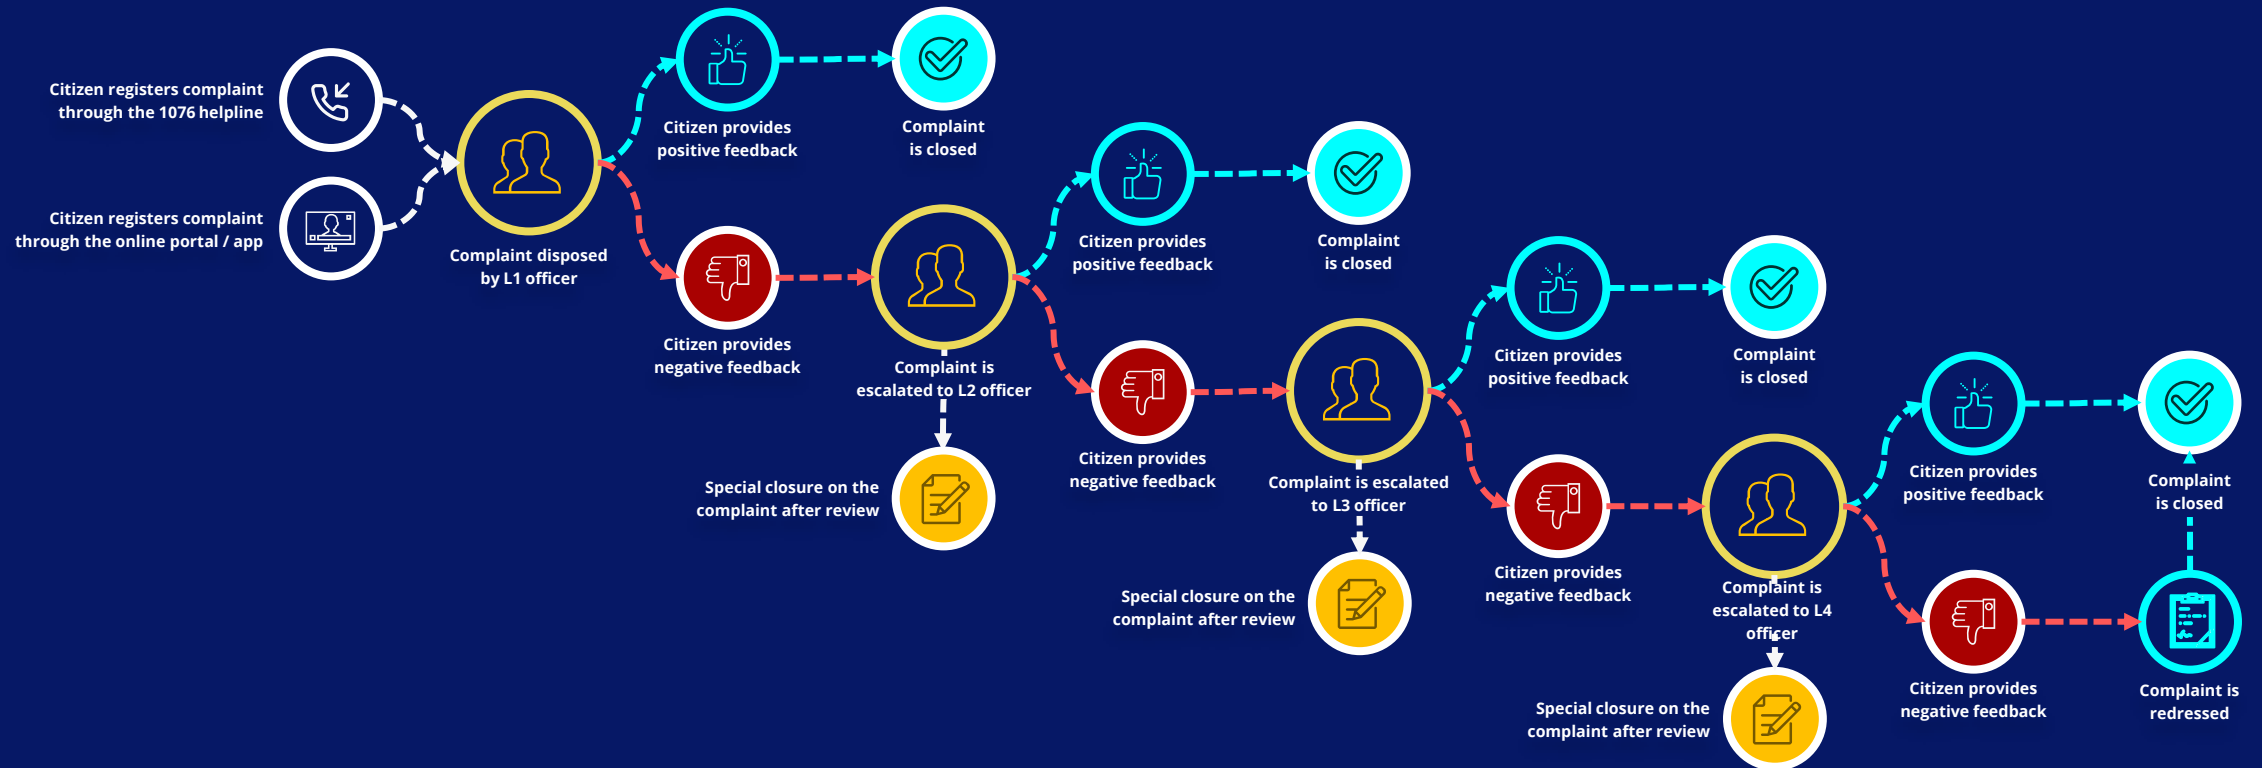 Citizen registers complaint
through the 1076 helpline
Citizen registers complaint
through the online portal / app
Complaint disposed
by L1 officer
Citizen provides
positive feedback
Complaint
is closed
Citizen provides
negative feedback
Complaint is
escalated to L2 officer
Special closure on the
complaint after review
Citizen provides
positive feedback
Complaint
is closed
Citizen provides
negative feedback
Complaint is escalated
to L3 officer
Special closure on the
complaint after review
Citizen provides
positive feedback
Complaint
is closed
Citizen provides
negative feedback
Complaint is
escalated to L4
officer
Special closure on the
complaint after review
Citizen provides
positive feedback
Complaint
is closed
Citizen provides
negative feedback
Complaint is
redressed